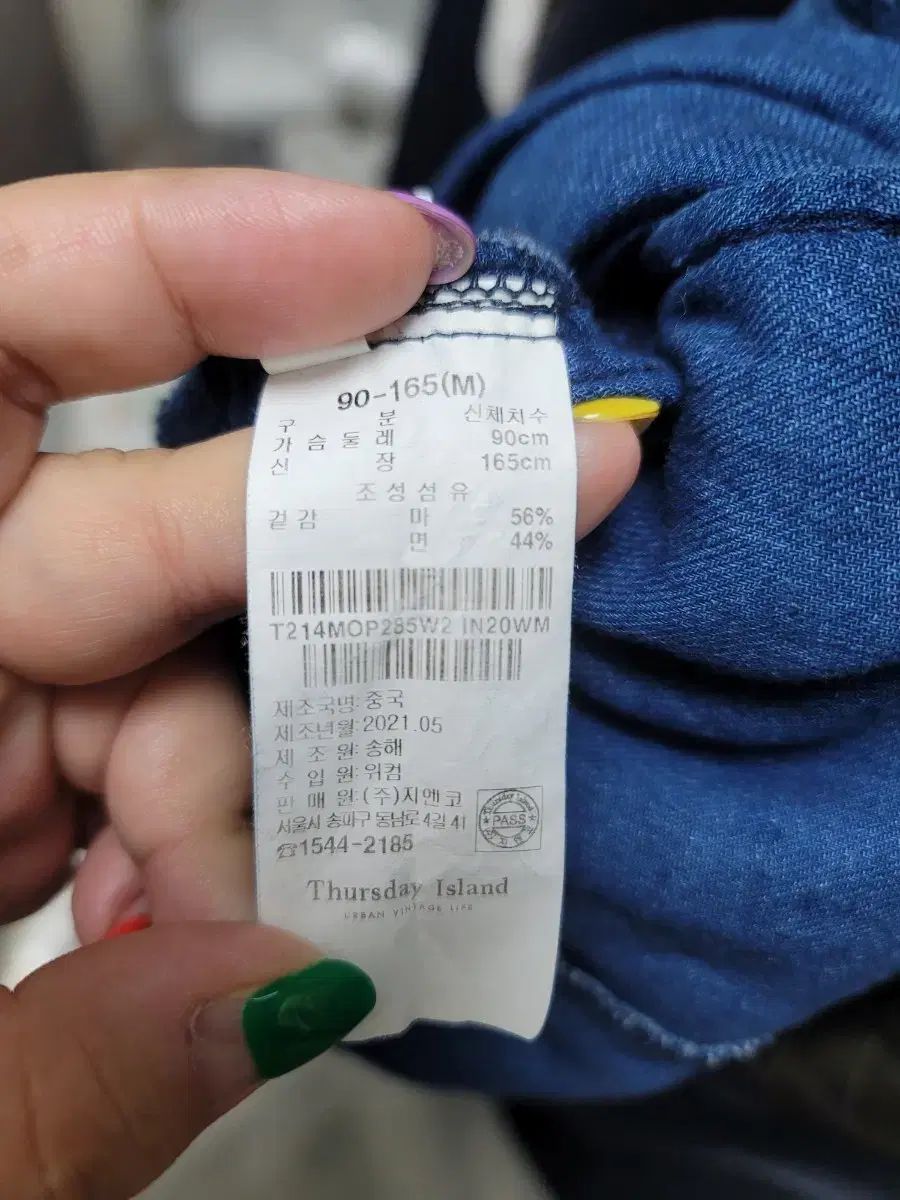 90-165(M)
구 분 신체치수
가 슴 둘 레 90cm
신 장 165cm
조 성 섬 유
겉 감 마 56%
면 44%
T214MOP285W2 IN20WM
제조국명: 중국
제조년월: 2021.05
제 조 원: 송해
수 입 원: 위컴
판 매 원: (주)지앤코
서울시 송파구 동남로 4길 41
☎1544-2185
Thursday Island
PASS
Thursday Island
URBAN VINTAGE LIFE